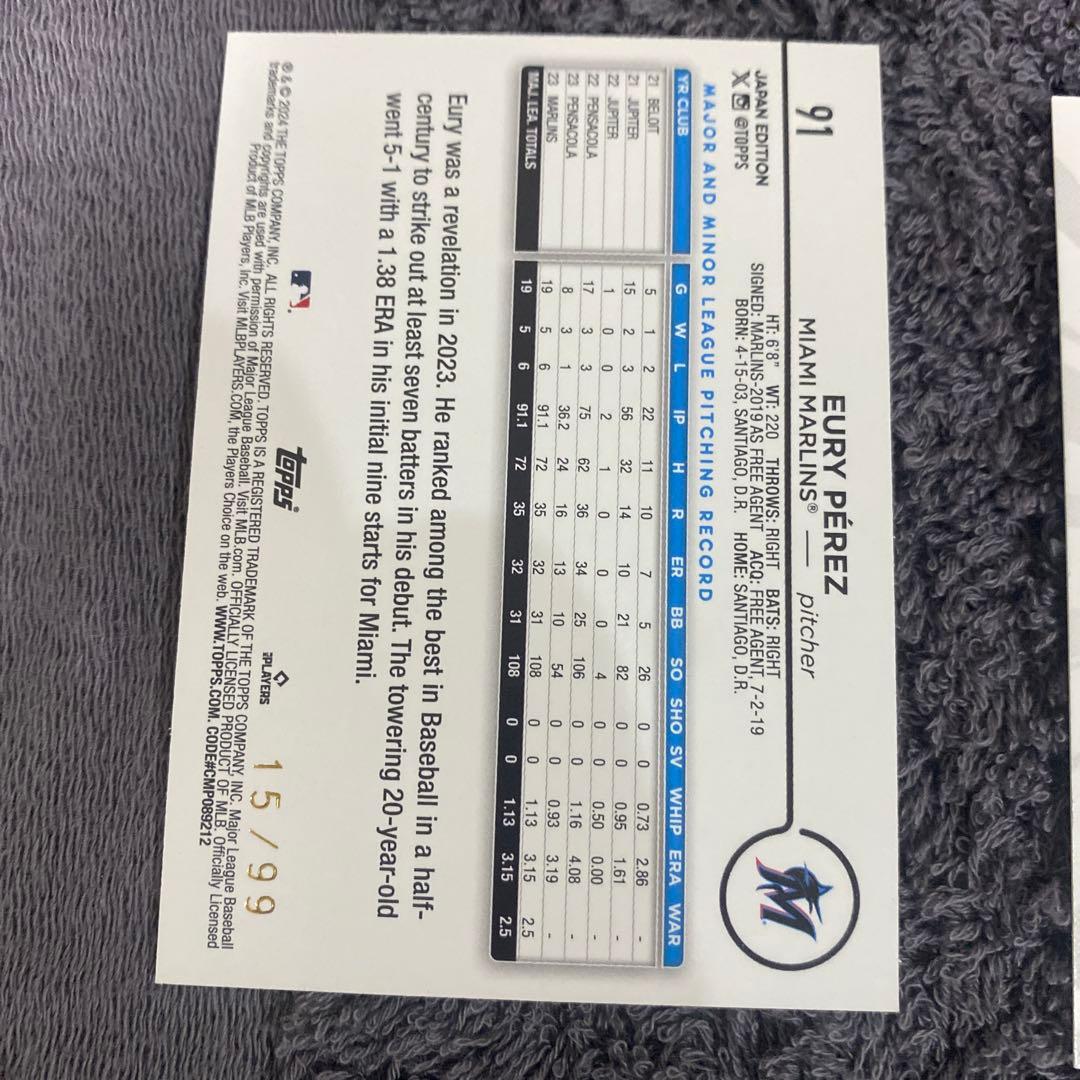 91
EURY PÉREZ
MIAMI MARLINS® — pitcher
JAPAN EDITION
X @TOPPS
HT: 6'8" WT: 220 THROWS: RIGHT BATS: RIGHT
SIGNED: MARLINS-2019 AS FREE AGENT ACQ: FREE AGENT, 7-2-19
BORN: 4-15-03, SANTIAGO, D.R. HOME: SANTIAGO, D.R.
M
MAJOR AND MINOR LEAGUE PITCHING RECORD
YR CLUB G W L IP H R ER BB SO SHO SV WHIP ERA WAR
21 BELOIT 5 1 2 22 11 10 7 5 26 0 0 0.73 2.86 -
21 JUPITER 15 2 3 56 32 14 10 21 82 0 0 0.95 1.61 -
22 JUPITER 1 0 0 2 1 0 0 0 4 0 0 0.50 0.00 -
22 PENSACOLA 17 3 3 75 62 36 34 25 106 0 0 1.16 4.08 -
23 PENSACOLA 8 3 1 36.2 24 16 13 10 54 0 0 0.93 3.19 -
23 MARLINS 19 5 6 91.1 72 35 32 31 108 0 0 1.13 3.15 2.5
MAJ. LEA. TOTALS 19 5 6 91.1 72 35 32 31 108 0 0 1.13 3.15 2.5
Eury was a revelation in 2023. He ranked among the best in Baseball in a half-
century to strike out at least seven batters in his debut. The towering 20-year-old
went 5-1 with a 1.38 ERA in his initial nine starts for Miami.
topps®
PLAYERS
15/99
® & © 2024 THE TOPPS COMPANY, INC. ALL RIGHTS RESERVED. TOPPS IS A REGISTERED TRADEMARK OF THE TOPPS COMPANY, INC. Major League Baseball
trademarks and copyrights are used with permission of Major League Baseball. Visit MLB.com. OFFICIALLY LICENSED PRODUCT OF MLB. Officially Licensed
Product of MLB Players, Inc. Visit MLBPLAYERS.COM, the Players Choice on the web. WWW.TOPPS.COM. CODE#CMP089212